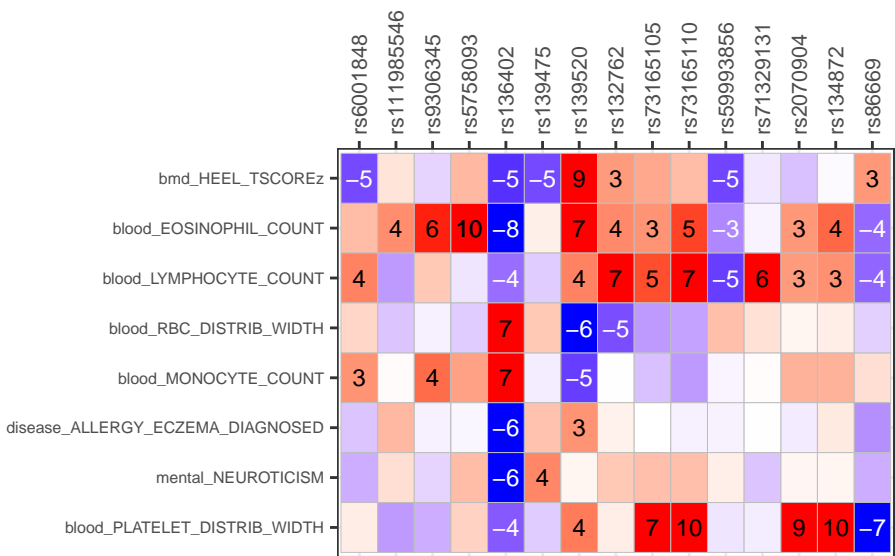 rs6001848 rs111985546 rs9306345 rs5758093 rs136402 rs139475 rs139520 rs132762 rs73165105 rs73165110 rs59993856 rs71329131 rs2070904 rs134872 rs86669
bmd_HEEL_TSCOREz −5 −5 −5 9 3 −5 3
blood_EOSINOPHIL_COUNT 4 6 10 −8 7 4 3 5 −3 3 4 −4
blood_LYMPHOCYTE_COUNT 4 −4 4 7 5 7 −5 6 3 3 −4
blood_RBC_DISTRIB_WIDTH 7 −6 −5
blood_MONOCYTE_COUNT 3 4 7 −5
disease_ALLERGY_ECZEMA_DIAGNOSED −6 3
mental_NEUROTICISM −6 4
blood_PLATELET_DISTRIB_WIDTH −4 4 7 10 9 10 −7